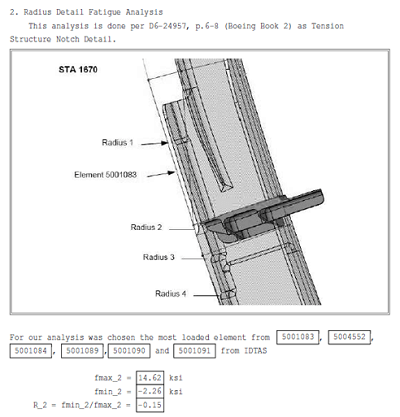 2. Radius Detail Fatigue Analysis
This analysis is done per D6-24957, p.6-8 (Boeing Book 2) as Tension
Structure Notch Detail.
STA 1670
Radius 1
Element 5001083
Radius 2
Radius 3
Radius 4
For our analysis was chosen the most loaded element from 5001083, 5004552,
5001084, 5001089, 5001090 and 5001091 from IDTAS
fmax_2 = 14.62 ksi
fmin_2 = -2.26 ksi
R_2 = fmin_2/fmax_2 = -0.15